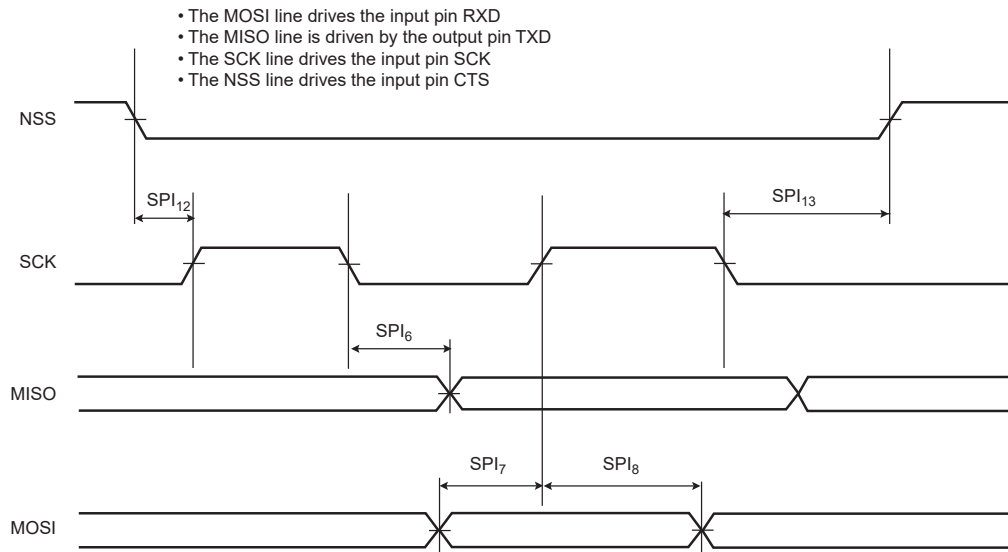 • The MOSI line drives the input pin RXD
• The MISO line is driven by the output pin TXD
• The SCK line drives the input pin SCK
• The NSS line drives the input pin CTS
NSS
SPI12
SPI13
SCK
SPI6
MISO
SPI7
SPI8
MOSI